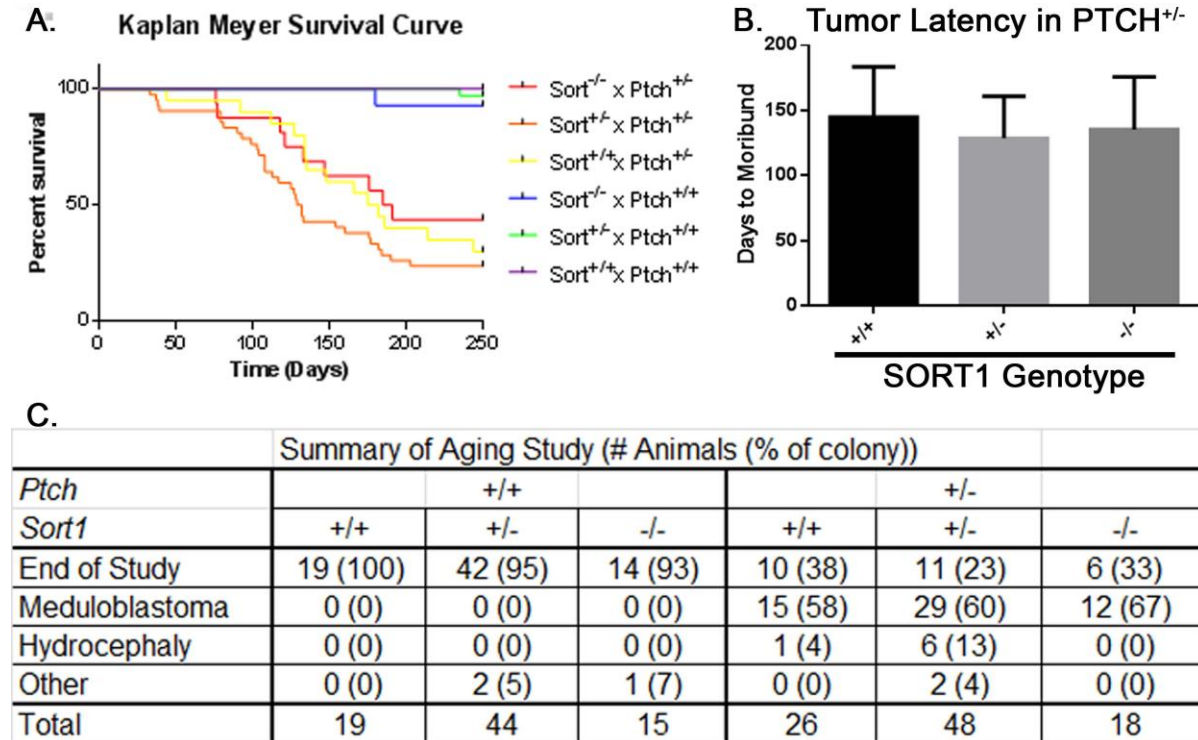 A.
Kaplan Meyer Survival Curve
Percent survival
100
50
0
0 50 100 150 200 250
Time (Days)
Sort-/- x Ptch+/-
Sort+/- x Ptch+/-
Sort+/+ x Ptch+/-
Sort-/- x Ptch+/+
Sort+/- x Ptch+/+
Sort+/+ x Ptch+/+
B. Tumor Latency in PTCH+/-
Days to Moribund
200
150
100
50
0
+/+ +/- -/-
SORT1 Genotype
C.
Summary of Aging Study (# Animals (% of colony))
Ptch +/+ +/-
Sort1 +/+ +/- -/- +/+ +/- -/-
End of Study 19 (100) 42 (95) 14 (93) 10 (38) 11 (23) 6 (33)
Meduloblastoma 0 (0) 0 (0) 0 (0) 15 (58) 29 (60) 12 (67)
Hydrocephaly 0 (0) 0 (0) 0 (0) 1 (4) 6 (13) 0 (0)
Other 0 (0) 2 (5) 1 (7) 0 (0) 2 (4) 0 (0)
Total 19 44 15 26 48 18